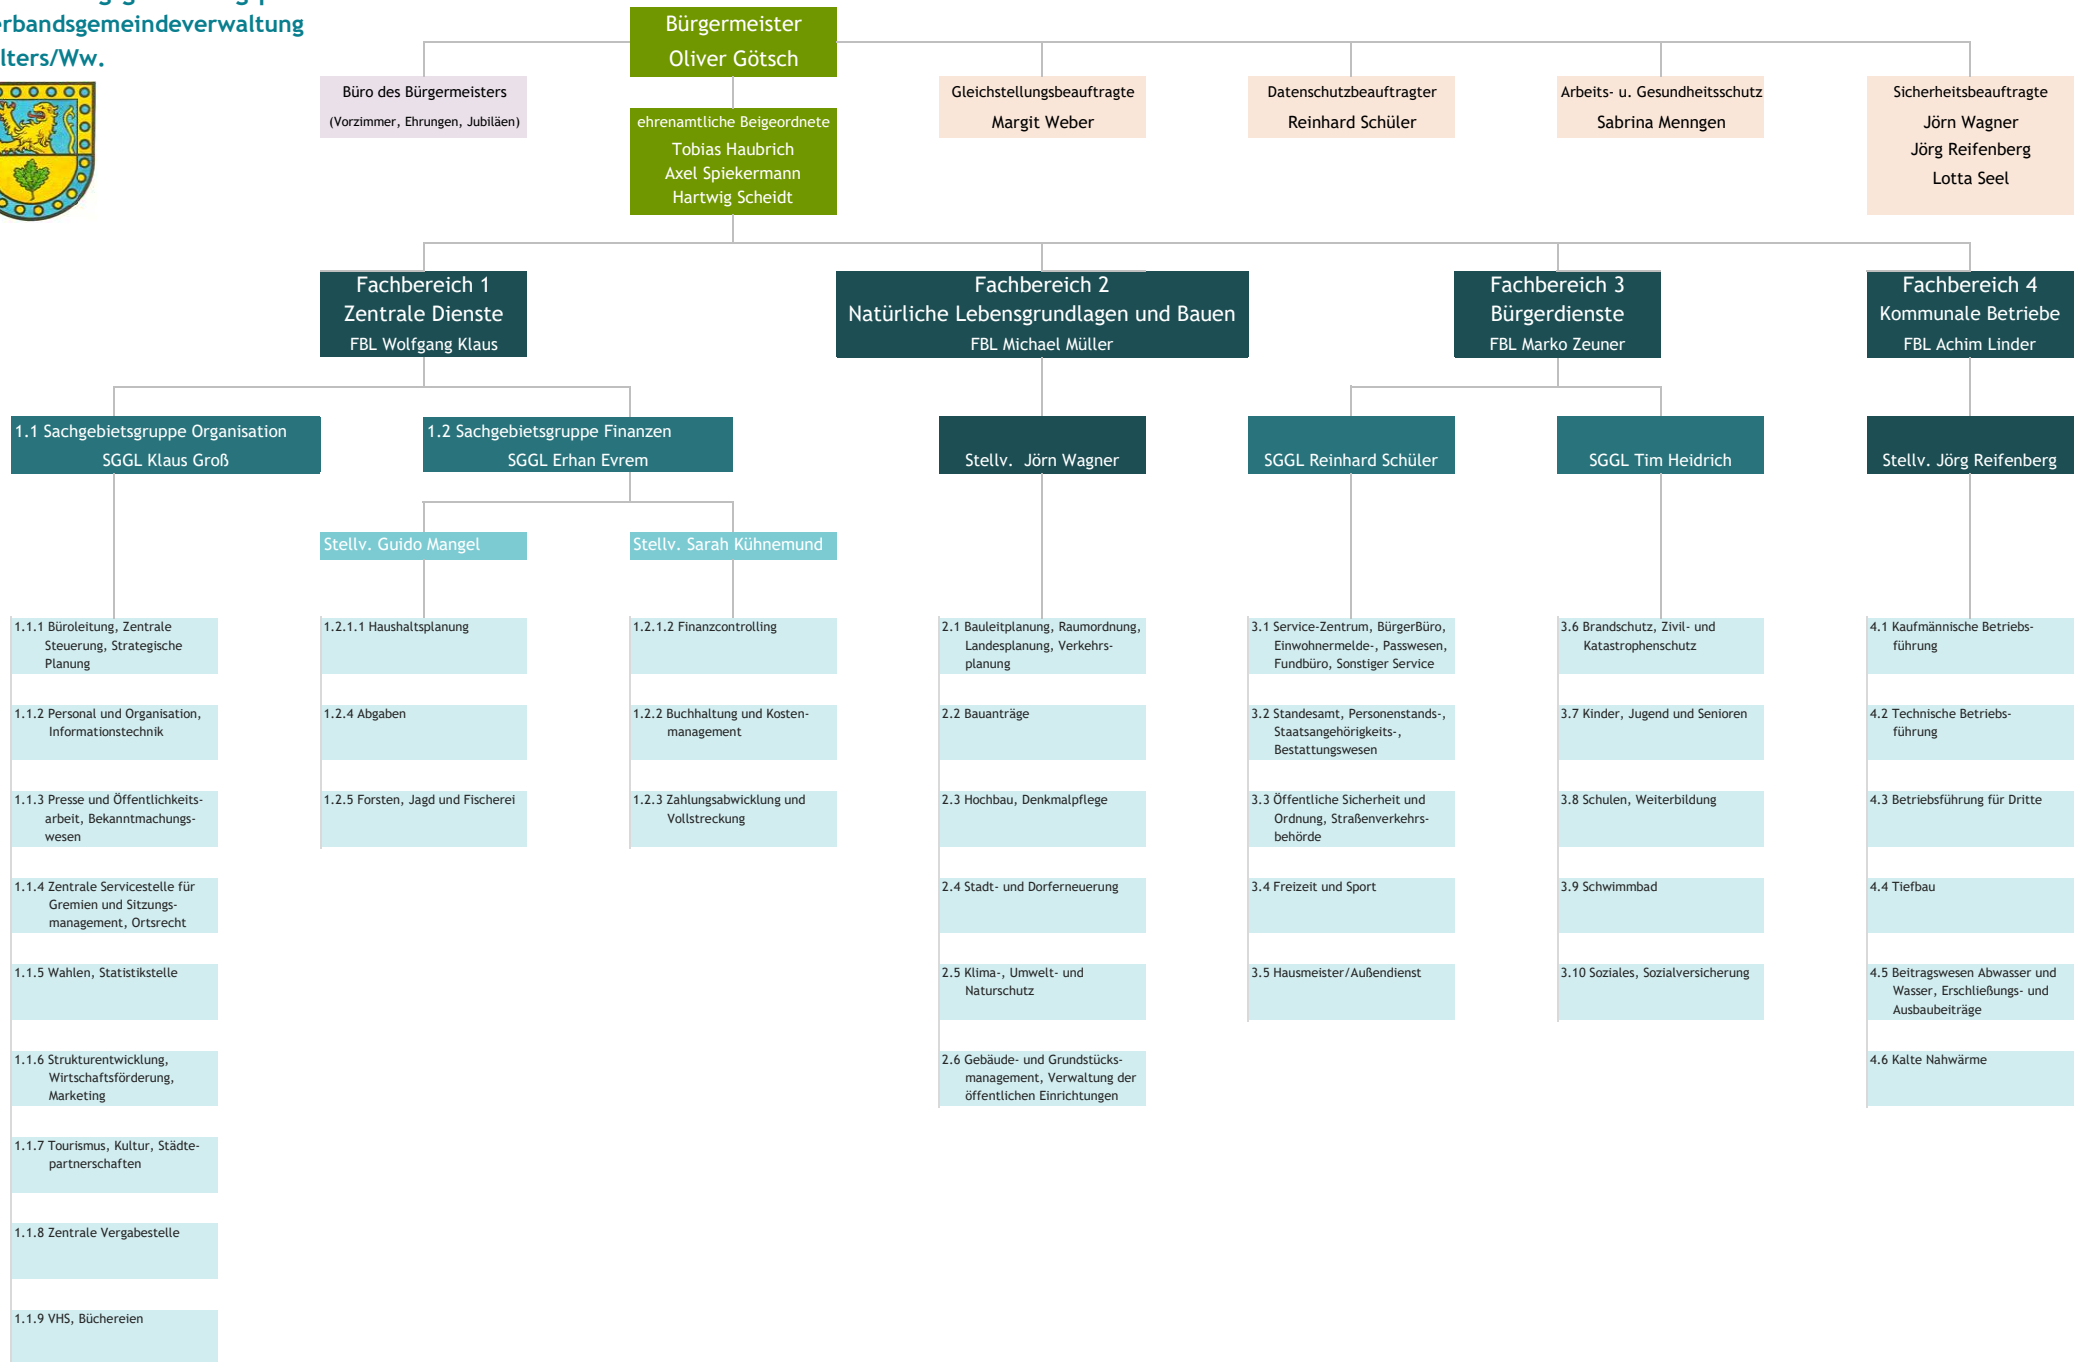 erbandsgemeindeverwaltung
lters/Ww.
Bürgermeister
Oliver Götsch
Büro des Bürgermeisters
(Vorzimmer, Ehrungen, Jubiläen)
ehrenamtliche Beigeordnete
Tobias Haubrich
Axel Spiekermann
Hartwig Scheidt
Gleichstellungsbeauftragte
Margit Weber
Datenschutzbeauftragter
Reinhard Schüler
Arbeits- u. Gesundheitsschutz
Sabrina Menngen
Sicherheitsbeauftragte
Jörn Wagner
Jörg Reifenberg
Lotta Seel
Fachbereich 1
Zentrale Dienste
FBL Wolfgang Klaus
Fachbereich 2
Natürliche Lebensgrundlagen und Bauen
FBL Michael Müller
Fachbereich 3
Bürgerdienste
FBL Marko Zeuner
Fachbereich 4
Kommunale Betriebe
FBL Achim Linder
1.1 Sachgebietsgruppe Organisation
SGGL Klaus Groß
1.2 Sachgebietsgruppe Finanzen
SGGL Erhan Evrem
Stellv. Jörn Wagner
SGGL Reinhard Schüler
SGGL Tim Heidrich
Stellv. Jörg Reifenberg
Stellv. Guido Mangel
Stellv. Sarah Kühnemund
1.1.1 Büroleitung, Zentrale
Steuerung, Strategische
Planung
1.1.2 Personal und Organisation,
Informationstechnik
1.1.3 Presse und Öffentlichkeits-
arbeit, Bekanntmachungs-
wesen
1.1.4 Zentrale Servicestelle für
Gremien und Sitzungs-
management, Ortsrecht
1.1.5 Wahlen, Statistikstelle
1.1.6 Strukturentwicklung,
Wirtschaftsförderung,
Marketing
1.1.7 Tourismus, Kultur, Städte-
partnerschaften
1.1.8 Zentrale Vergabestelle
1.1.9 VHS, Büchereien
1.2.1.1 Haushaltsplanung
1.2.4 Abgaben
1.2.5 Forsten, Jagd und Fischerei
1.2.1.2 Finanzcontrolling
1.2.2 Buchhaltung und Kosten-
management
1.2.3 Zahlungsabwicklung und
Vollstreckung
2.1 Bauleitplanung, Raumordnung,
Landesplanung, Verkehrs-
planung
2.2 Bauanträge
2.3 Hochbau, Denkmalpflege
2.4 Stadt- und Dorferneuerung
2.5 Klima-, Umwelt- und
Naturschutz
2.6 Gebäude- und Grundstücks-
management, Verwaltung der
öffentlichen Einrichtungen
3.1 Service-Zentrum, BürgerBüro,
Einwohnermelde-, Passwesen,
Fundbüro, Sonstiger Service
3.2 Standesamt, Personenstands-,
Staatsangehörigkeits-,
Bestattungswesen
3.3 Öffentliche Sicherheit und
Ordnung, Straßenverkehrs-
behörde
3.4 Freizeit und Sport
3.5 Hausmeister/Außendienst
3.6 Brandschutz, Zivil- und
Katastrophenschutz
3.7 Kinder, Jugend und Senioren
3.8 Schulen, Weiterbildung
3.9 Schwimmbad
3.10 Soziales, Sozialversicherung
4.1 Kaufmännische Betriebs-
führung
4.2 Technische Betriebs-
führung
4.3 Betriebsführung für Dritte
4.4 Tiefbau
4.5 Beitragswesen Abwasser und
Wasser, Erschließungs- und
Ausbaubeiträge
4.6 Kalte Nahwärme